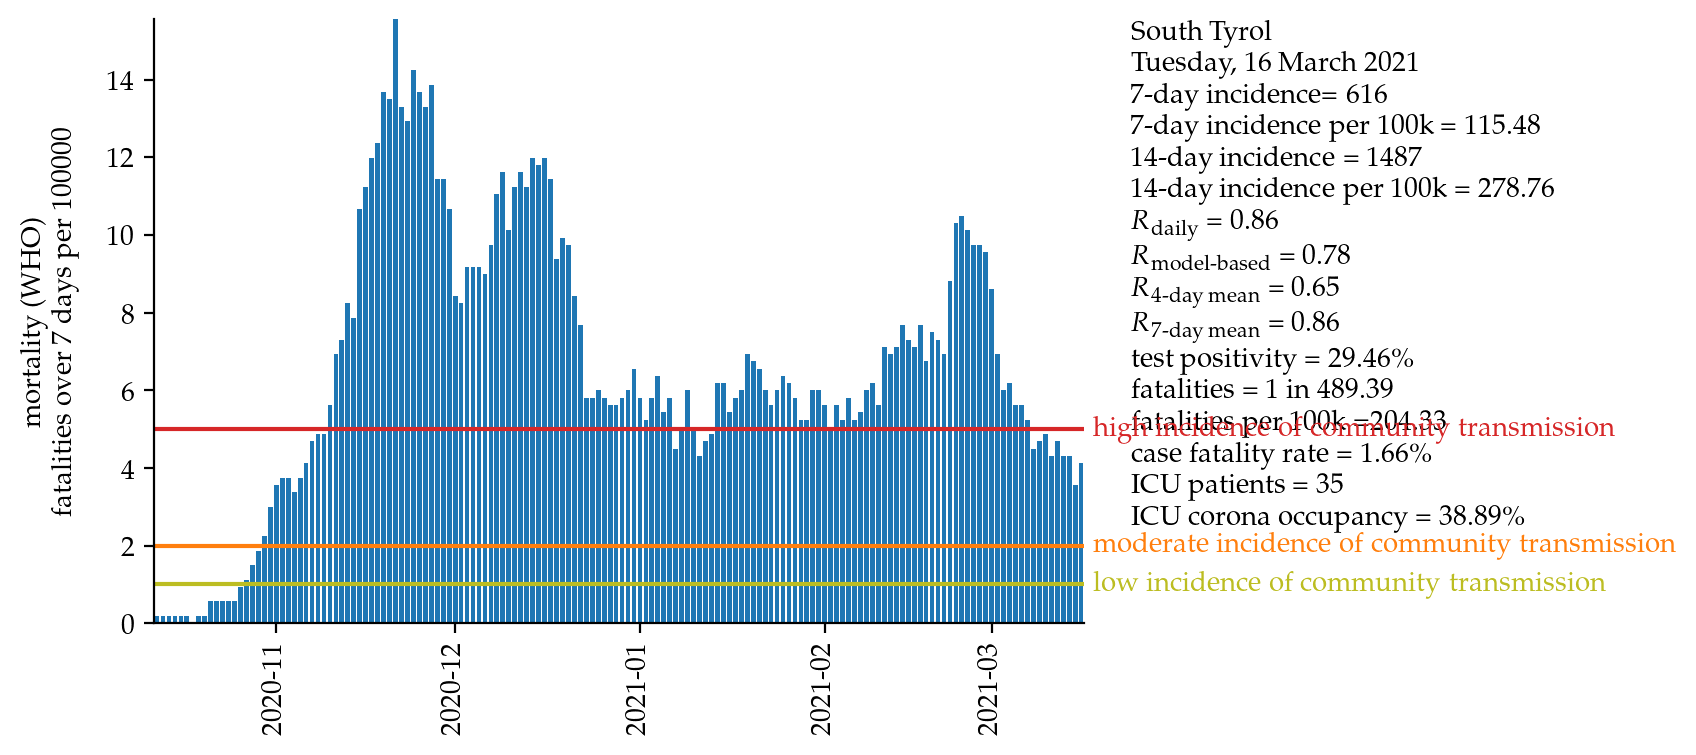 South Tyrol
Tuesday, 16 March 2021
7-day incidence= 616
7-day incidence per 100k = 115.48
14-day incidence = 1487
14-day incidence per 100k = 278.76
R daily = 0.86
R model-based = 0.78
R 4-day mean = 0.65
R 7-day mean = 0.86
test positivity = 29.46%
fatalities = 1 in 489.39
fatalities per 100k =204.33
high incidence of community transmission
case fatality rate = 1.66%
ICU patients = 35
ICU corona occupancy = 38.89%
moderate incidence of community transmission
low incidence of community transmission
mortality (WHO)
fatalities over 7 days per 100000
14
12
10
8
6
4
2
0
2020-11
2020-12
2021-01
2021-02
2021-03